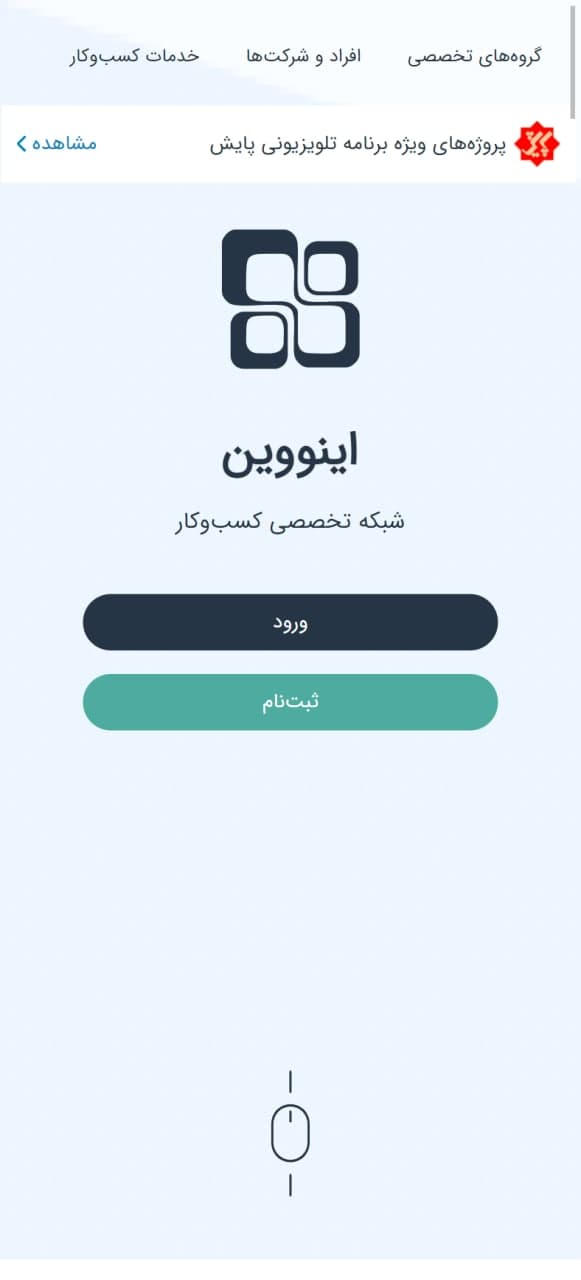 گروه‌های تخصصی افراد و شرکت‌ها خدمات کسب‌وکار
پروژه‌های ویژه برنامه تلویزیونی پایش مشاهده
اینووین
شبکه تخصصی کسب‌وکار
ورود
ثبت‌نام